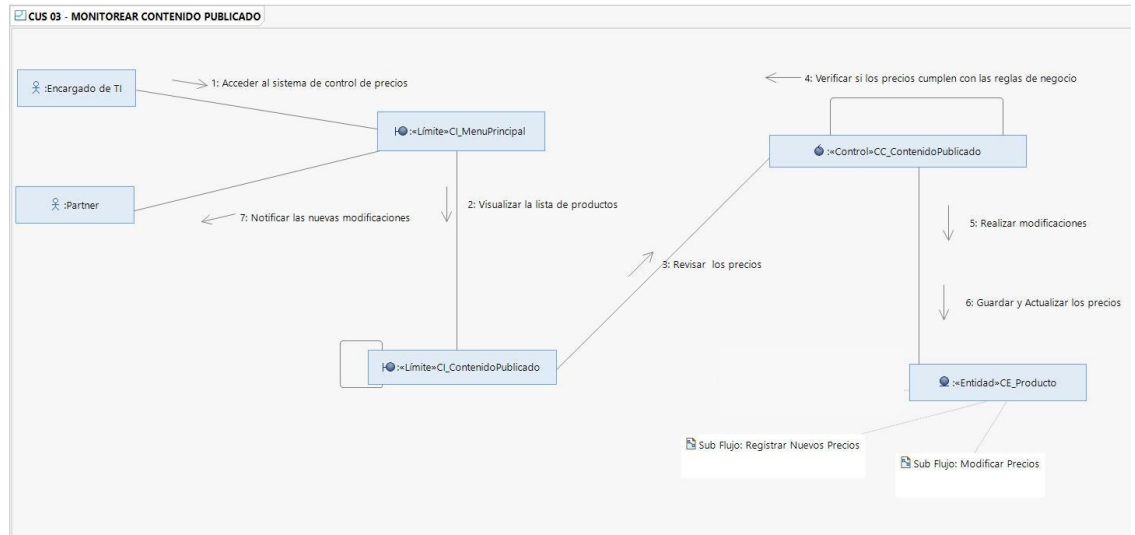 CUS 03 - MONITOREAR CONTENIDO PUBLICADO
:Encargado de TI
1: Acceder al sistema de control de precios
4: Verificar si los precios cumplen con las reglas de negocio
:«Límite»CI_MenuPrincipal
:«Control»CC_ContenidoPublicado
:Partner
7: Notificar las nuevas modificaciones
2: Visualizar la lista de productos
5: Realizar modificaciones
3: Revisar los precios
6: Guardar y Actualizar los precios
:«Límite»CI_ContenidoPublicado
:«Entidad»CE_Producto
Sub Flujo: Registrar Nuevos Precios
Sub Flujo: Modificar Precios